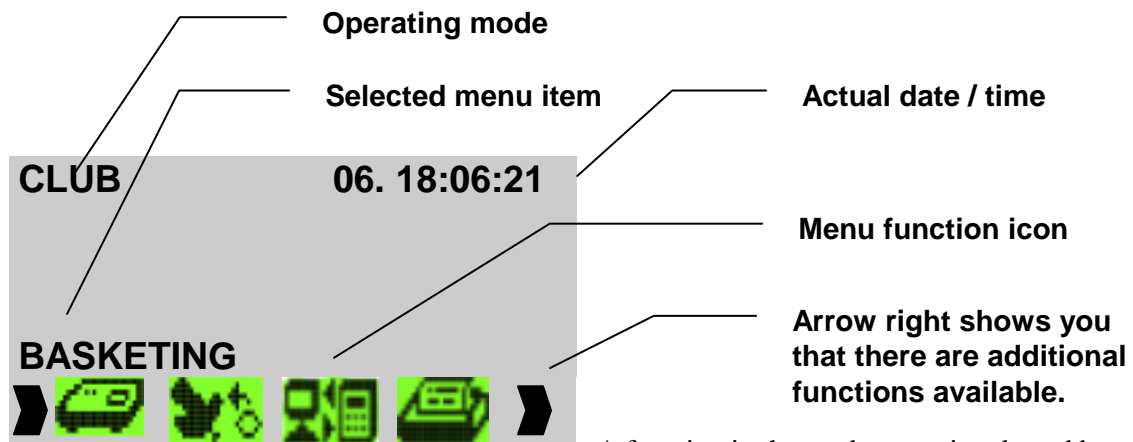 Operating mode
Selected menu item
Actual date / time
CLUB
06. 18:06:21
Menu function icon
Arrow right shows you
that there are additional
functions available.
BASKETING